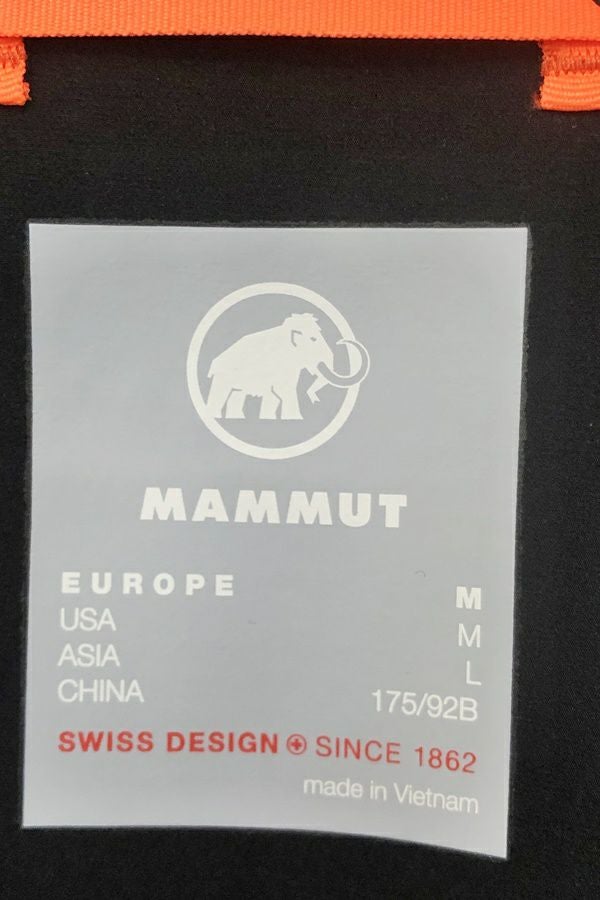 MAMMUT
EUROPE M
USA M
ASIA L
CHINA 175/92B
SWISS DESIGN SINCE 1862
made in Vietnam